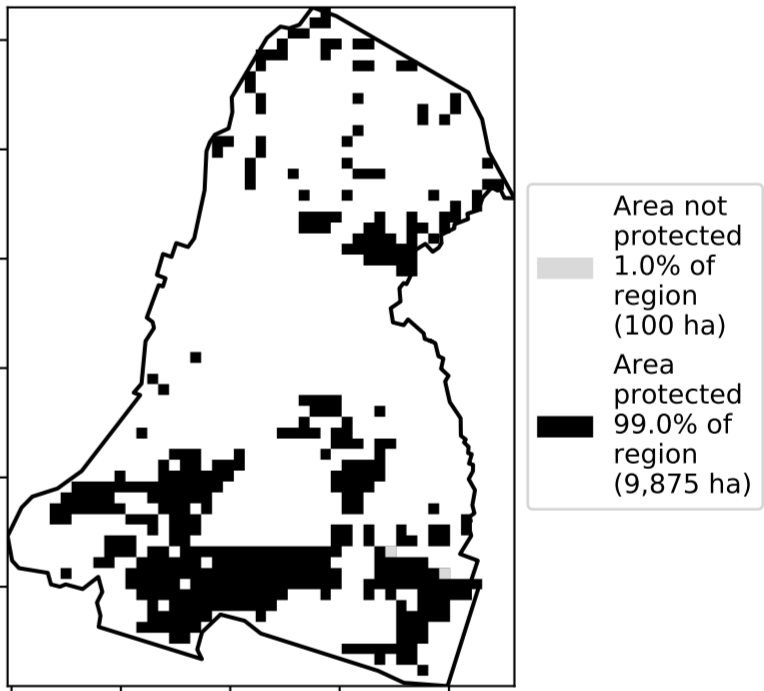 Area not
protected
1.0% of
region
(100 ha)
Area
protected
99.0% of
region
(9,875 ha)